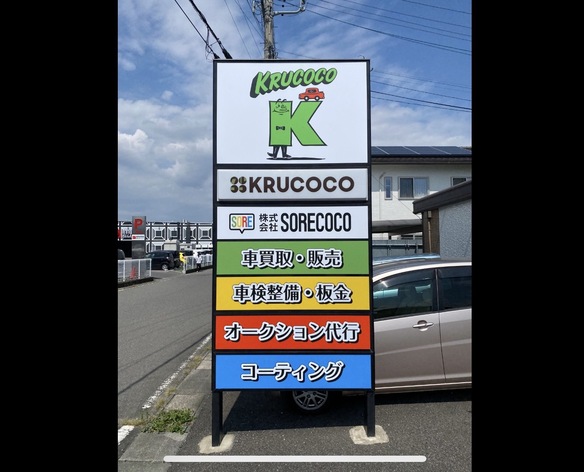 KRUCOCO
K
KRUCOCO
SORE 株式会社 SORECOCO
車買取・販売
車検整備・板金
オークション代行
コーティング
P